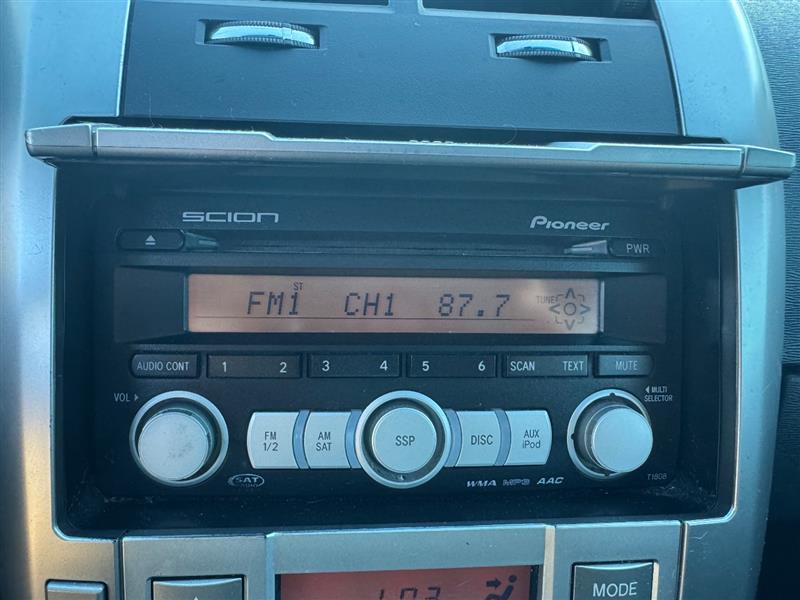 SCION Pioneer
PWR
ST
FM1 CH1 87.7 TUNE
AUDIO CONT 1 2 3 4 5 6 SCAN TEXT MUTE
VOL MULTI
SELECTOR
FM
1/2
AM
SAT
SSP
DISC
AUX
iPod
SAT
WMA MP3 AAC T1808
MODE